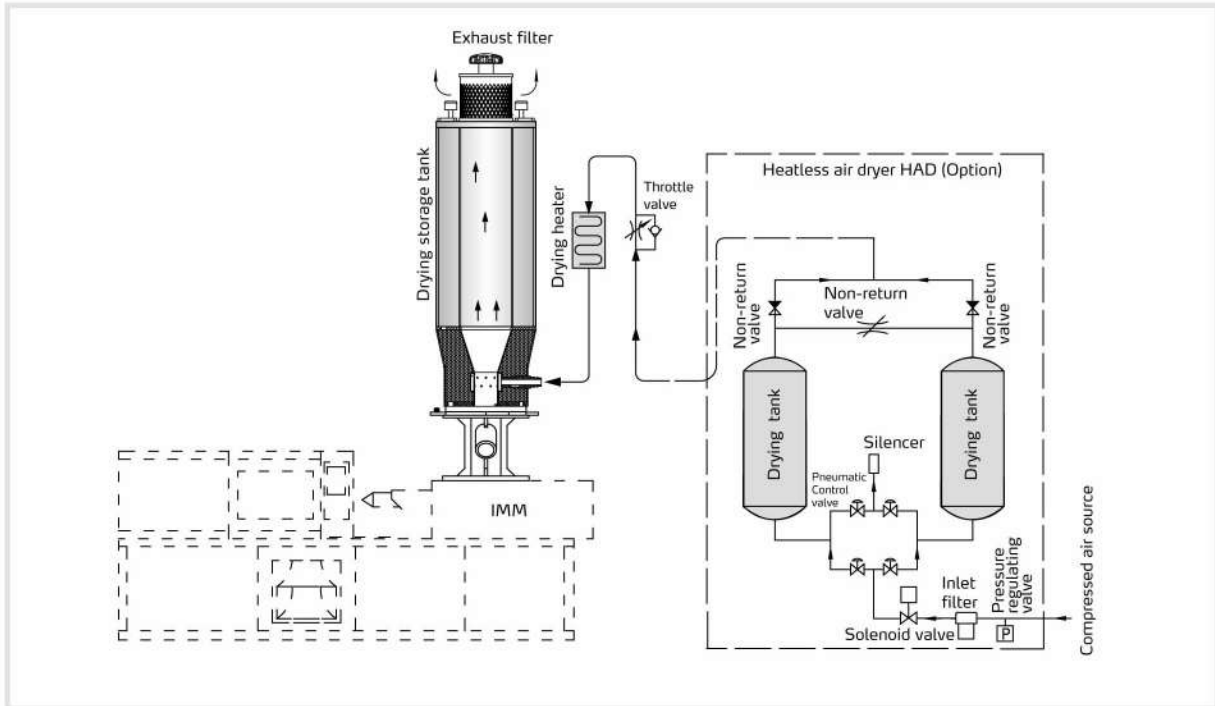 Exhaust filter
Drying storage tank
Drying heater
Throttle
valve
Heatless air dryer HAD (Option)
Non-return
valve
Non-return
valve
Non-return
valve
Drying tank
Drying tank
Silencer
Pneumatic
Control
valve
IMM
Inlet
filter
Solenoid valve
Pressure
regulating
valve
P
Compressed air source